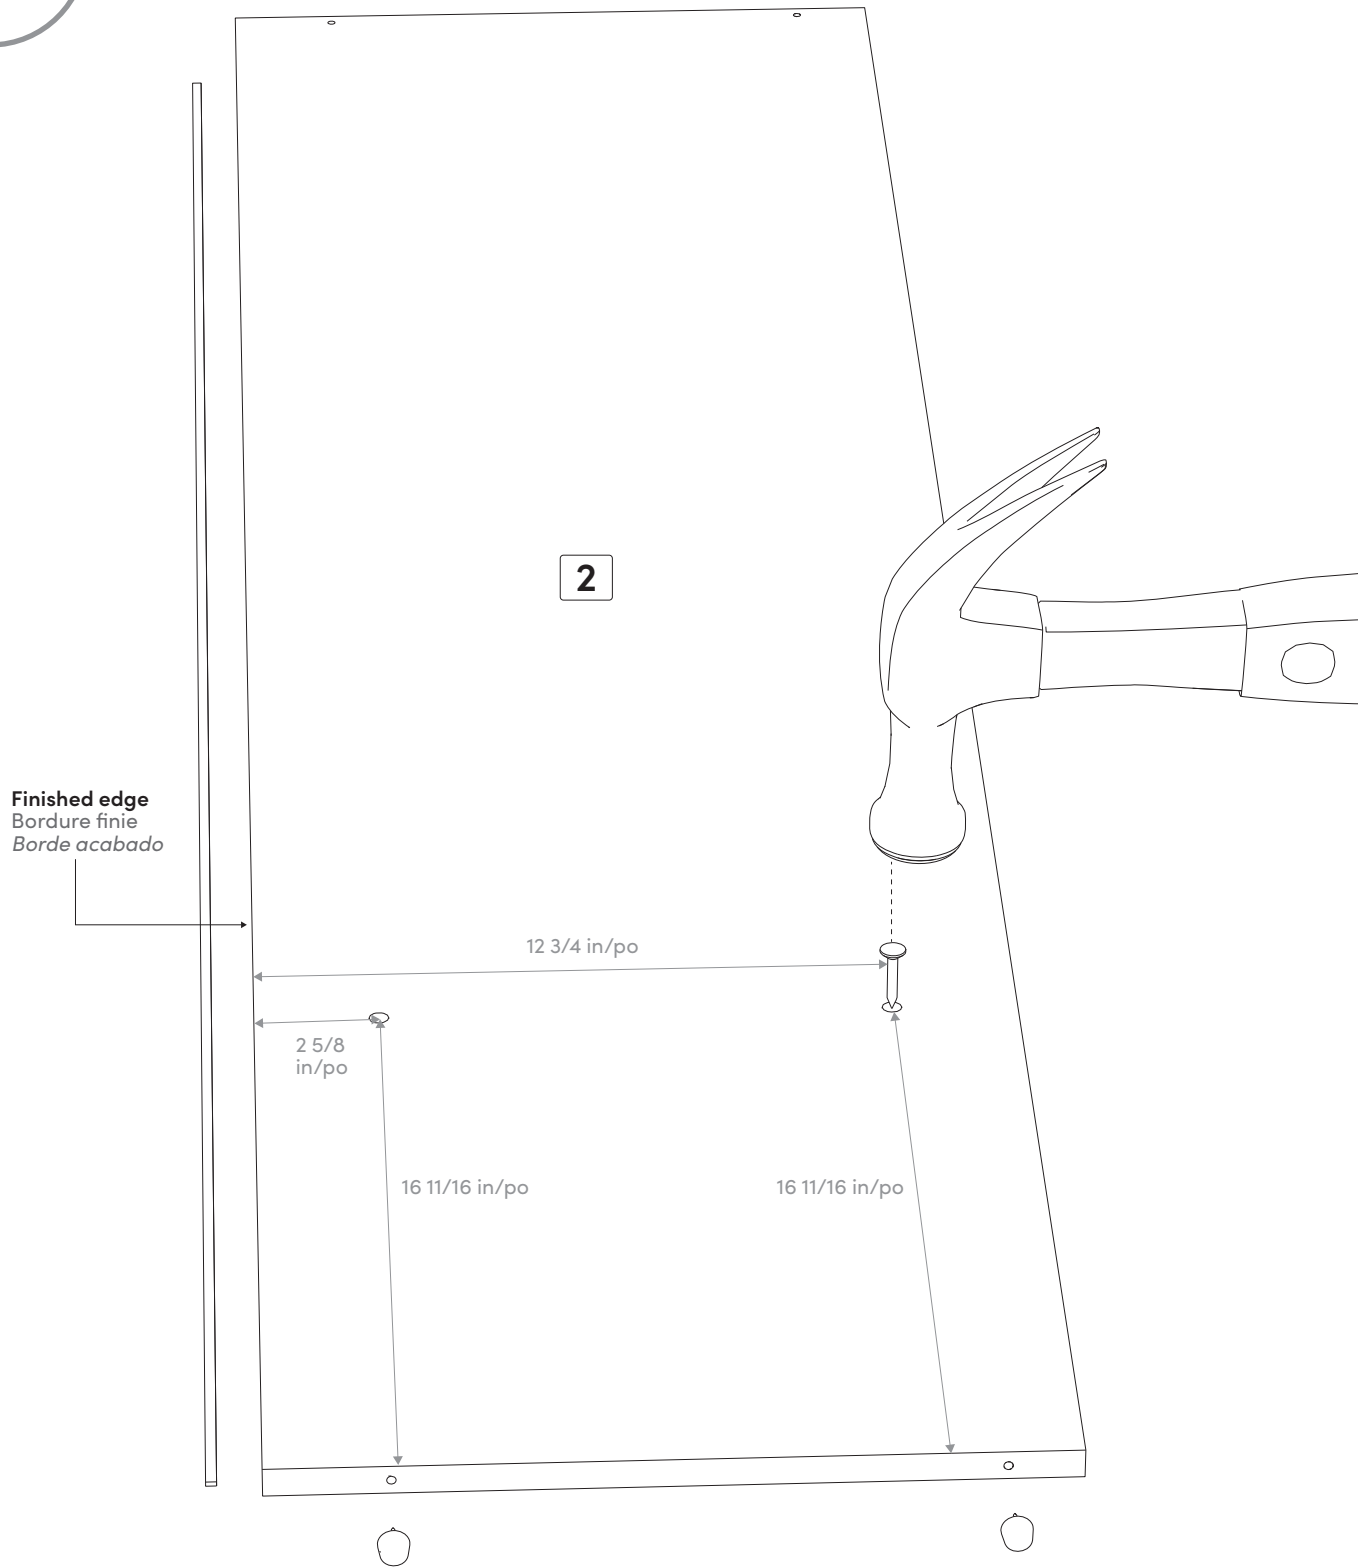 2
Finished edge
Bordure finie
Borde acabado
12 3/4 in/po
2 5/8
in/po
16 11/16 in/po
16 11/16 in/po